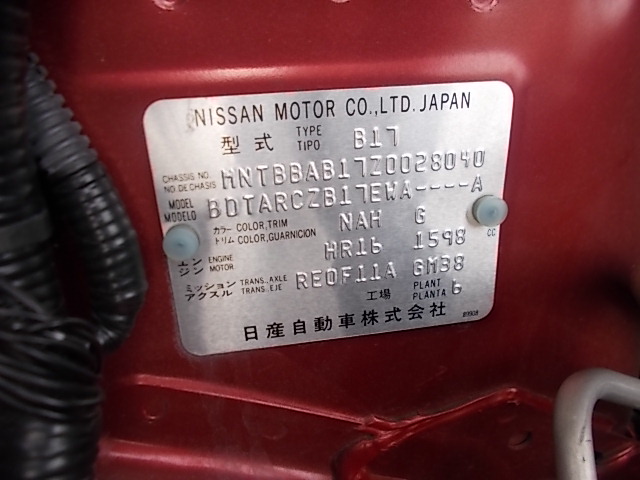 NISSAN MOTOR CO.,LTD. JAPAN
型式 TYPE TIPO B17
CHASSIS NO. NO.DE CHASIS MNTBBAB17Z0028040
MODEL MODELO BDTARCZB17EWA----A
カラー COLOR,TRIM トリム COLOR,GUARNICION NAH G
エンジン ENGINE MOTOR HR16 1598 CC
ミッション TRANS.,AXLE アクスル TRANS.,EJE RE0F11A GM38
工場 PLANT PLANTA 6
日産自動車株式会社